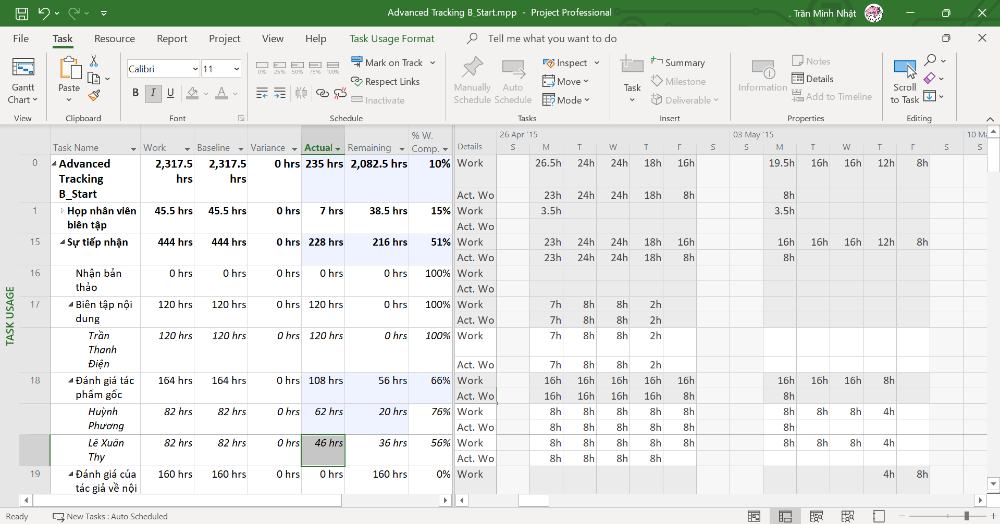 Advanced Tracking B_Start.mpp - Project Professional
. Trần Minh Nhật
File Task Resource Report Project View Help Task Usage Format Tell me what you want to do
Gantt Chart
View
Paste
Clipboard
Calibri 11
B I U A
Font
0% 25% 50% 75% 100%
Mark on Track
Respect Links
Inactivate
Schedule
Manually Schedule
Auto Schedule
Inspect
Move
Mode
Tasks
Task
Summary
Milestone
Deliverable
Insert
Information
Notes
Details
Add to Timeline
Properties
Scroll to Task
Editing
TASK USAGE
Task Name Work Baseline Variance Actual Remaining % W. Comp.
0 Advanced Tracking B_Start 2,317.5 hrs 2,317.5 hrs 0 hrs 235 hrs 2,082.5 hrs 10%
1 Họp nhân viên biên tập 45.5 hrs 45.5 hrs 0 hrs 7 hrs 38.5 hrs 15%
15 Sự tiếp nhận 444 hrs 444 hrs 0 hrs 228 hrs 216 hrs 51%
16 Nhận bản thảo 0 hrs 0 hrs 0 hrs 0 hrs 0 hrs 100%
17 Biên tập nội dung 120 hrs 120 hrs 0 hrs 120 hrs 0 hrs 100%
Trần Thanh Điện 120 hrs 120 hrs 0 hrs 120 hrs 0 hrs 100%
18 Đánh giá tác phẩm gốc 164 hrs 164 hrs 0 hrs 108 hrs 56 hrs 66%
Huỳnh Phương 82 hrs 82 hrs 0 hrs 62 hrs 20 hrs 76%
Lê Xuân Thy 82 hrs 82 hrs 0 hrs 46 hrs 36 hrs 56%
19 Đánh giá của tác giả về nội 160 hrs 160 hrs 0 hrs 0 hrs 160 hrs 0%
26 Apr '15 03 May '15 10 Ma
Details S M T W T F S S M T W T F S S
Work 26.5h 24h 24h 18h 16h 19.5h 16h 16h 12h 8h
Act. Wo 23h 24h 24h 18h 8h 8h
Work 3.5h 3.5h
Act. Wo
Work 23h 24h 24h 18h 16h 16h 16h 16h 12h 8h
Act. Wo 23h 24h 24h 18h 8h 8h
Work
Act. Wo
Work 7h 8h 8h 2h
Act. Wo 7h 8h 8h 2h
Work 7h 8h 8h 2h
Act. Wo 7h 8h 8h 2h
Work 16h 16h 16h 16h 16h 16h 16h 16h 8h
Act. Wo 16h 16h 16h 16h 8h 8h
Work 8h 8h 8h 8h 8h 8h 8h 8h 4h
Act. Wo 8h 8h 8h 8h 8h 8h
Work 8h 8h 8h 8h 8h 8h 8h 8h 4h
Act. Wo 8h 8h 8h 8h
Work 4h 8h
Ready New Tasks : Auto Scheduled